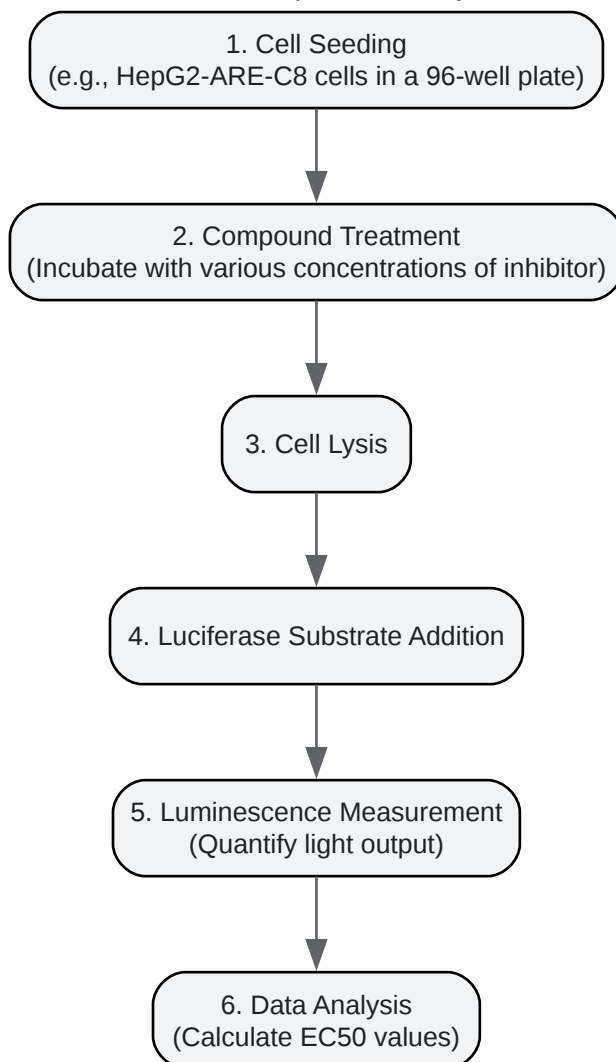 1. Cell Seeding
(e.g., HepG2-ARE-C8 cells in a 96-well plate)
2. Compound Treatment
(Incubate with various concentrations of inhibitor)
3. Cell Lysis
4. Luciferase Substrate Addition
5. Luminescence Measurement
(Quantify light output)
6. Data Analysis
(Calculate EC50 values)